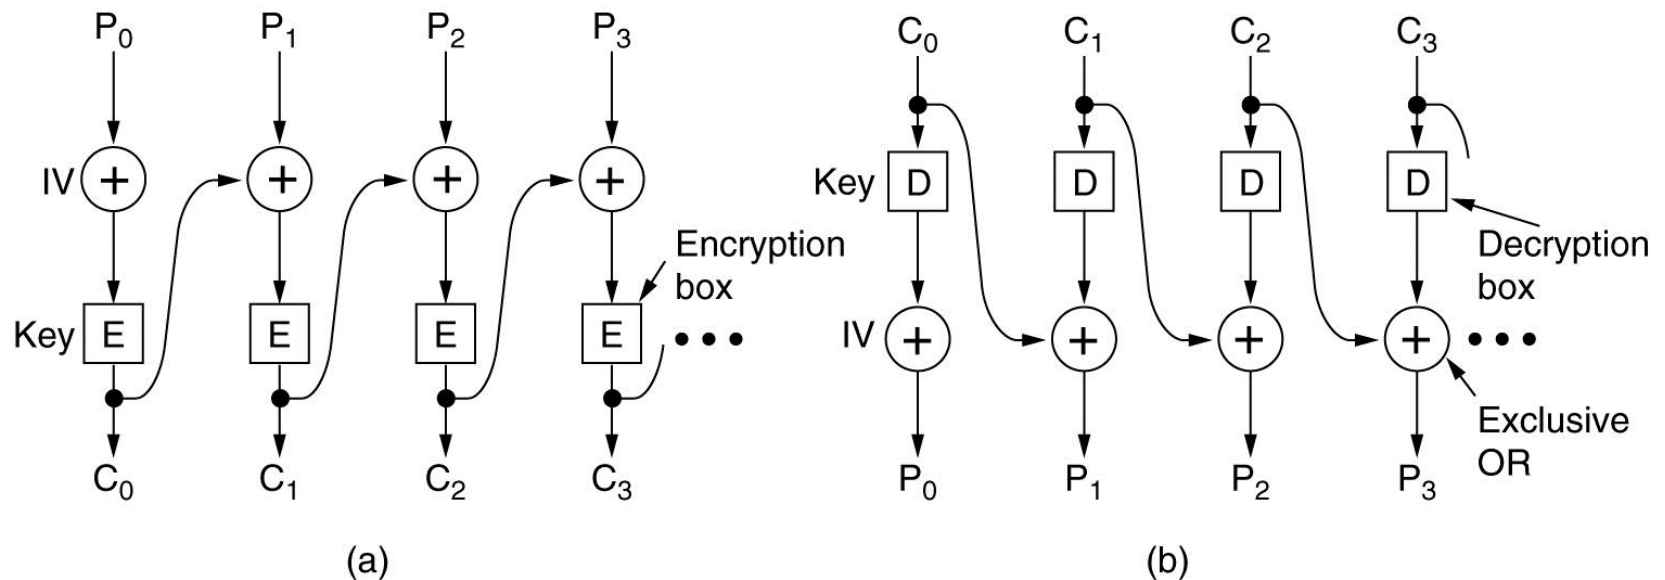 P0 P1 P2 P3
IV + + + +
Encryption
box
Key E E E E
C0 C1 C2 C3
(a)
C0 C1 C2 C3
Key D D D D
Decryption
box
IV + + + +
Exclusive
OR
P0 P1 P2 P3
(b)